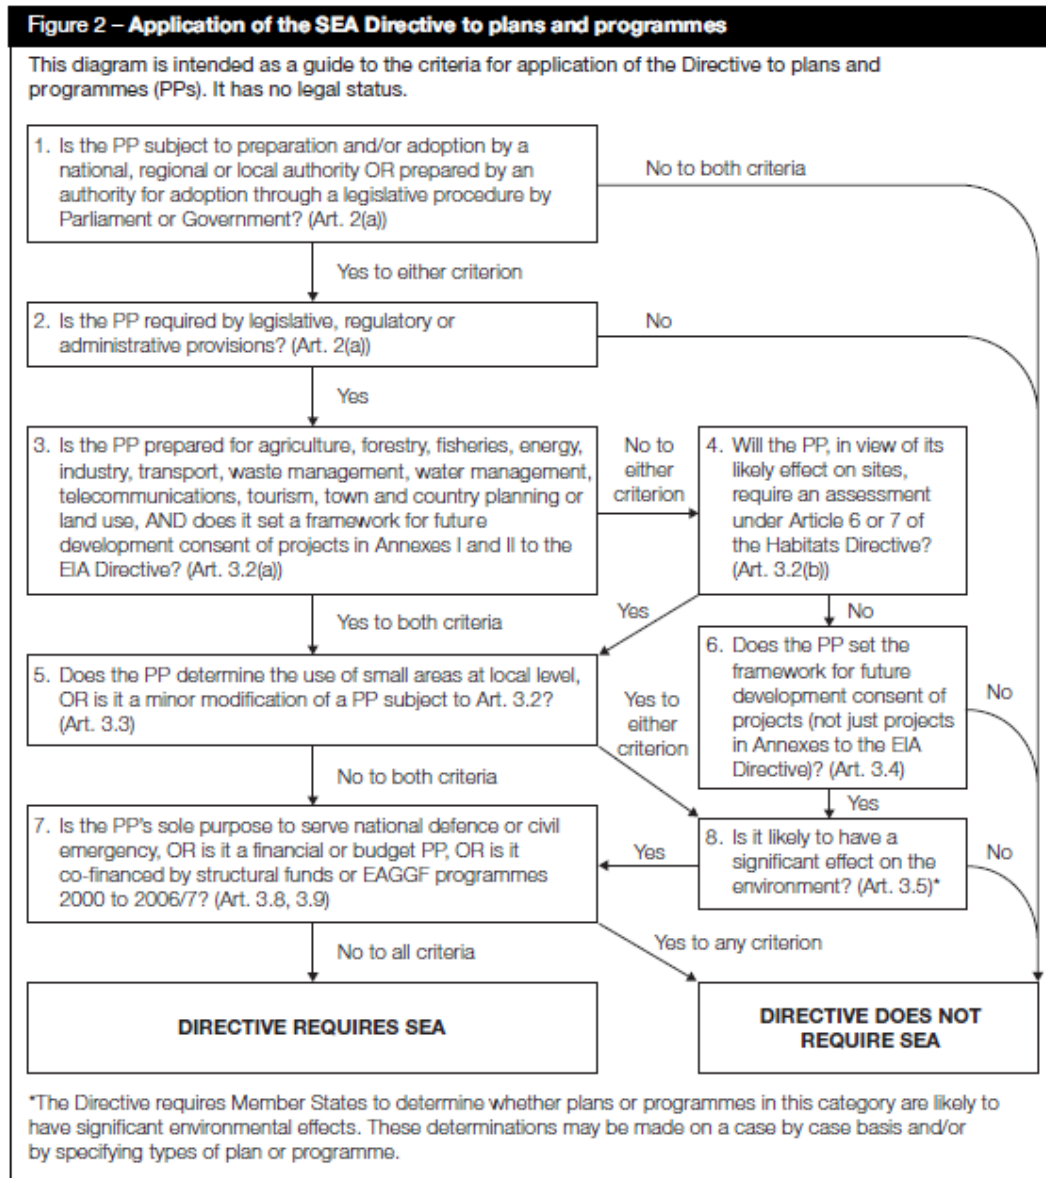 Figure 2 – Application of the SEA Directive to plans and programmes
This diagram is intended as a guide to the criteria for application of the Directive to plans and
programmes (PPs). It has no legal status.
1. Is the PP subject to preparation and/or adoption by a
national, regional or local authority OR prepared by an
authority for adoption through a legislative procedure by
Parliament or Government? (Art. 2(a))
No to both criteria
Yes to either criterion
2. Is the PP required by legislative, regulatory or
administrative provisions? (Art. 2(a))
No
Yes
3. Is the PP prepared for agriculture, forestry, fisheries, energy,
industry, transport, waste management, water management,
telecommunications, tourism, town and country planning or
land use, AND does it set a framework for future
development consent of projects in Annexes I and II to the
EIA Directive? (Art. 3.2(a))
No to
either
criterion
4. Will the PP, in view of its
likely effect on sites,
require an assessment
under Article 6 or 7 of
the Habitats Directive?
(Art. 3.2(b))
Yes to both criteria
Yes
No
5. Does the PP determine the use of small areas at local level,
OR is it a minor modification of a PP subject to Art. 3.2?
(Art. 3.3)
Yes to
either
criterion
6. Does the PP set the
framework for future
development consent of
projects (not just projects
in Annexes to the EIA
Directive)? (Art. 3.4)
No
No to both criteria
Yes
7. Is the PP's sole purpose to serve national defence or civil
emergency, OR is it a financial or budget PP, OR is it
co-financed by structural funds or EAGGF programmes
2000 to 2006/7? (Art. 3.8, 3.9)
Yes
8. Is it likely to have a
significant effect on the
environment? (Art. 3.5)*
No
No to all criteria
Yes to any criterion
DIRECTIVE REQUIRES SEA
DIRECTIVE DOES NOT
REQUIRE SEA
*The Directive requires Member States to determine whether plans or programmes in this category are likely to
have significant environmental effects. These determinations may be made on a case by case basis and/or
by specifying types of plan or programme.